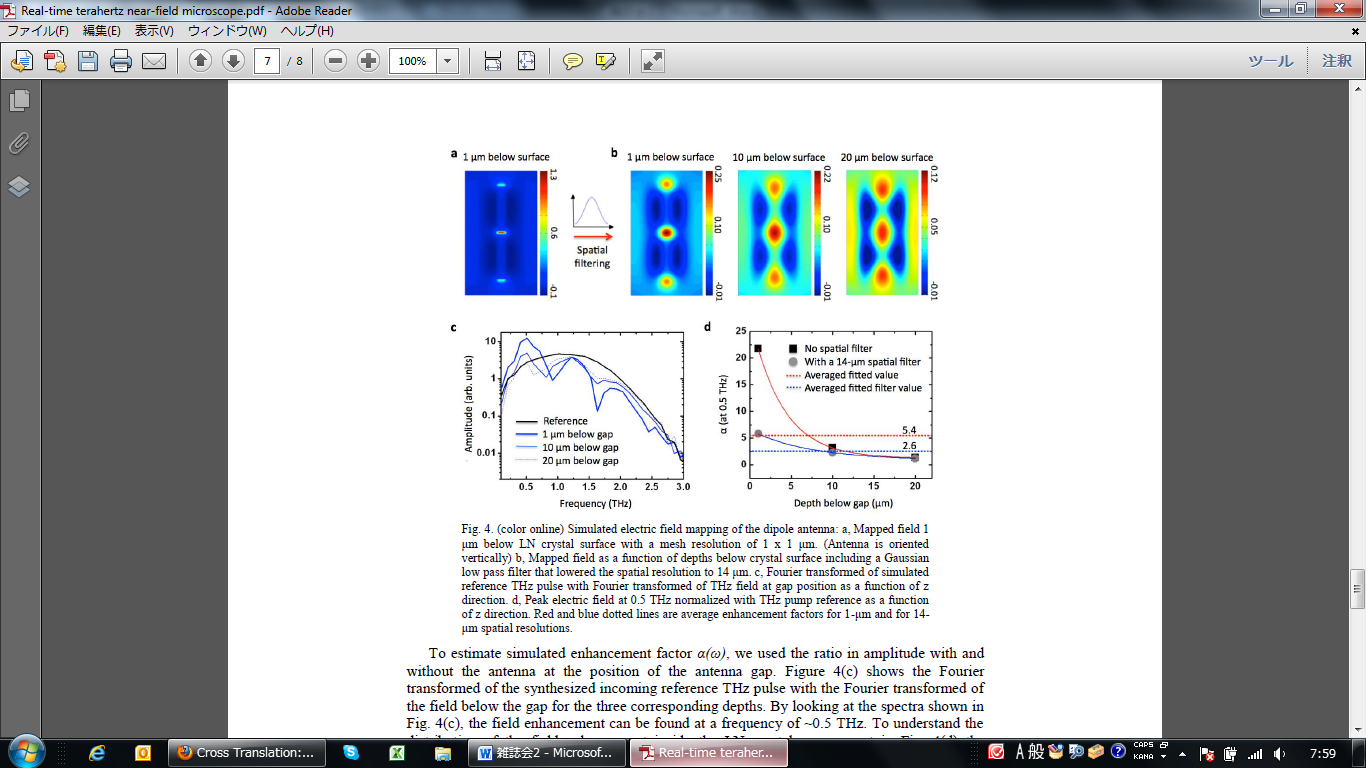 Real-time terahertz near-field microscope.pdf - Adobe Reader
ファイル(F) 編集(E) 表示(V) ウィンドウ(W) ヘルプ(H)
7 / 8 100% ツール 注釈
a 1 μm below surface
b 1 μm below surface 10 μm below surface 20 μm below surface
1.3
0.6
-0.1
Spatial
filtering
0.25
0.10
-0.01
0.22
0.10
-0.01
0.12
0.05
-0.01
c
Amplitude (arb. units)
10
1
0.1
0.01
Reference
1 μm below gap
10 μm below gap
20 μm below gap
0.5 1.0 1.5 2.0 2.5 3.0
Frequency (THz)
d
α (at 0.5 THz)
25
20
15
10
5
0
No spatial filter
With a 14-μm spatial filter
Averaged fitted value
Averaged fitted filter value
5.4
2.6
0 5 10 15 20
Depth below gap (μm)
Fig. 4. (color online) Simulated electric field mapping of the dipole antenna: a, Mapped field 1
μm below LN crystal surface with a mesh resolution of 1 x 1 μm. (Antenna is oriented
vertically) b, Mapped field as a function of depths below crystal surface including a Gaussian
low pass filter that lowered the spatial resolution to 14 μm. c, Fourier transformed of simulated
reference THz pulse with Fourier transformed of THz field at gap position as a function of z
direction. d, Peak electric field at 0.5 THz normalized with THz pump reference as a function
of z direction. Red and blue dotted lines are average enhancement factors for 1-μm and for 14-
μm spatial resolutions.
To estimate simulated enhancement factor α(ω), we used the ratio in amplitude with and
without the antenna at the position of the antenna gap. Figure 4(c) shows the Fourier
transformed of the synthesized incoming reference THz pulse with the Fourier transformed of
the field below the gap for the three corresponding depths. By looking at the spectra shown in
Fig. 4(c), the field enhancement can be found at a frequency of ~0.5 THz. To understand the
Cross Translation:... 雑誌会2 - Microsof... Real-time teraher... A 般 CAPS KANA 7:59